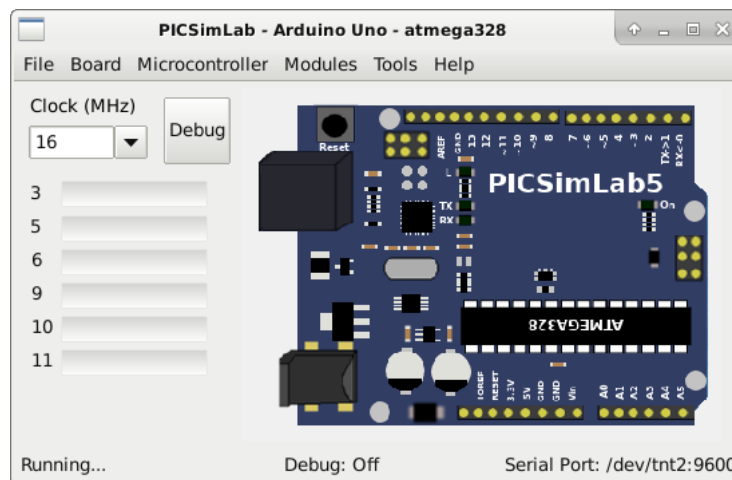 PICSimLab - Arduino Uno - atmega328
File Board Microcontroller Modules Tools Help
Clock (MHz)
16
Debug
3
5
6
9
10
11
Reset
AREF
GND
13
12
~11
~10
~9
8
7
~6
~5
4
~3
2
TX->1
RX<-0
L
TX
RX
PICSimLab5
On
ATMEGA328
IOREF
RESET
3.3V
5V
GND
GND
Vin
A0
A1
A2
A3
A4
A5
Running...
Debug: Off
Serial Port: /dev/tnt2:9600